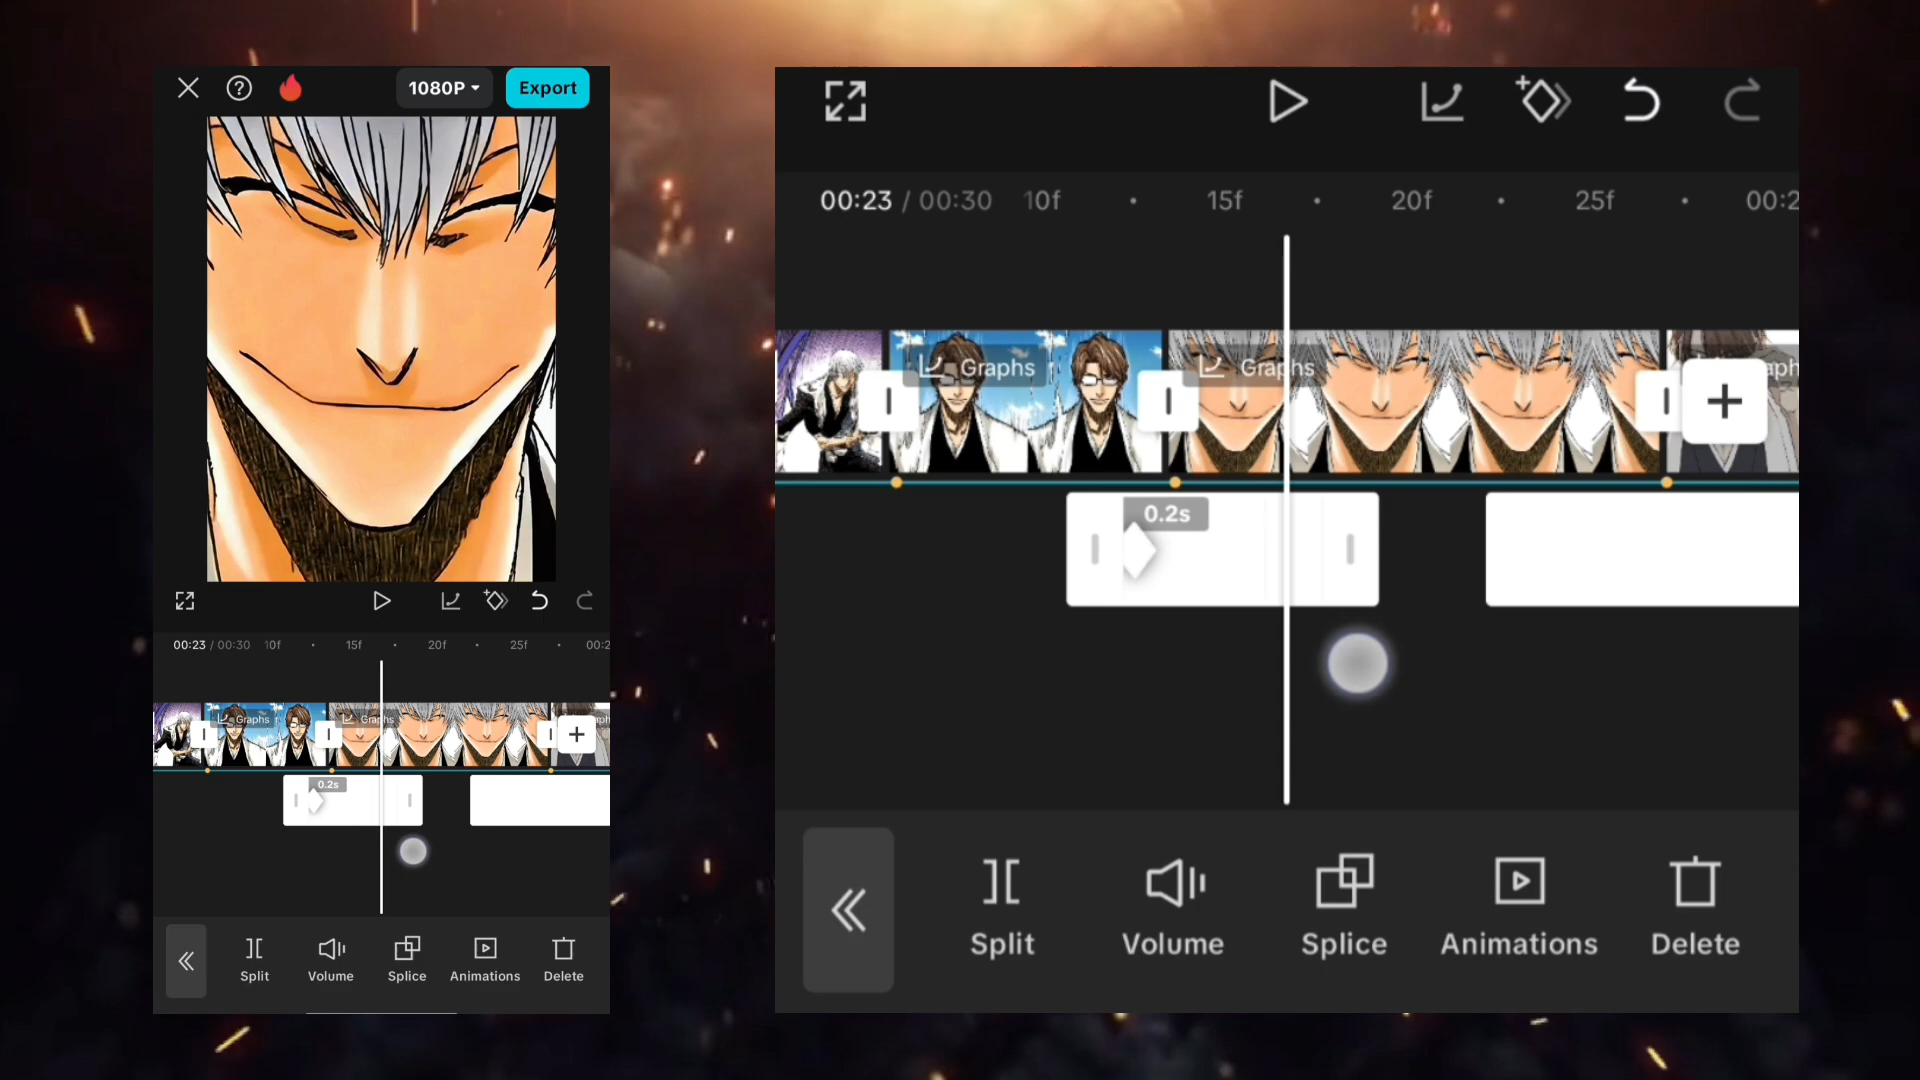 1080P
Export
00:23 / 00:30 10f 15f 20f 25f 00:2
Graphs Graphs aph
0.2s
Split Volume Splice Animations Delete
00:23 / 00:30 10f 15f 20f 25f 00:2
Graphs Graphs aph
0.2s
Split Volume Splice Animations Delete